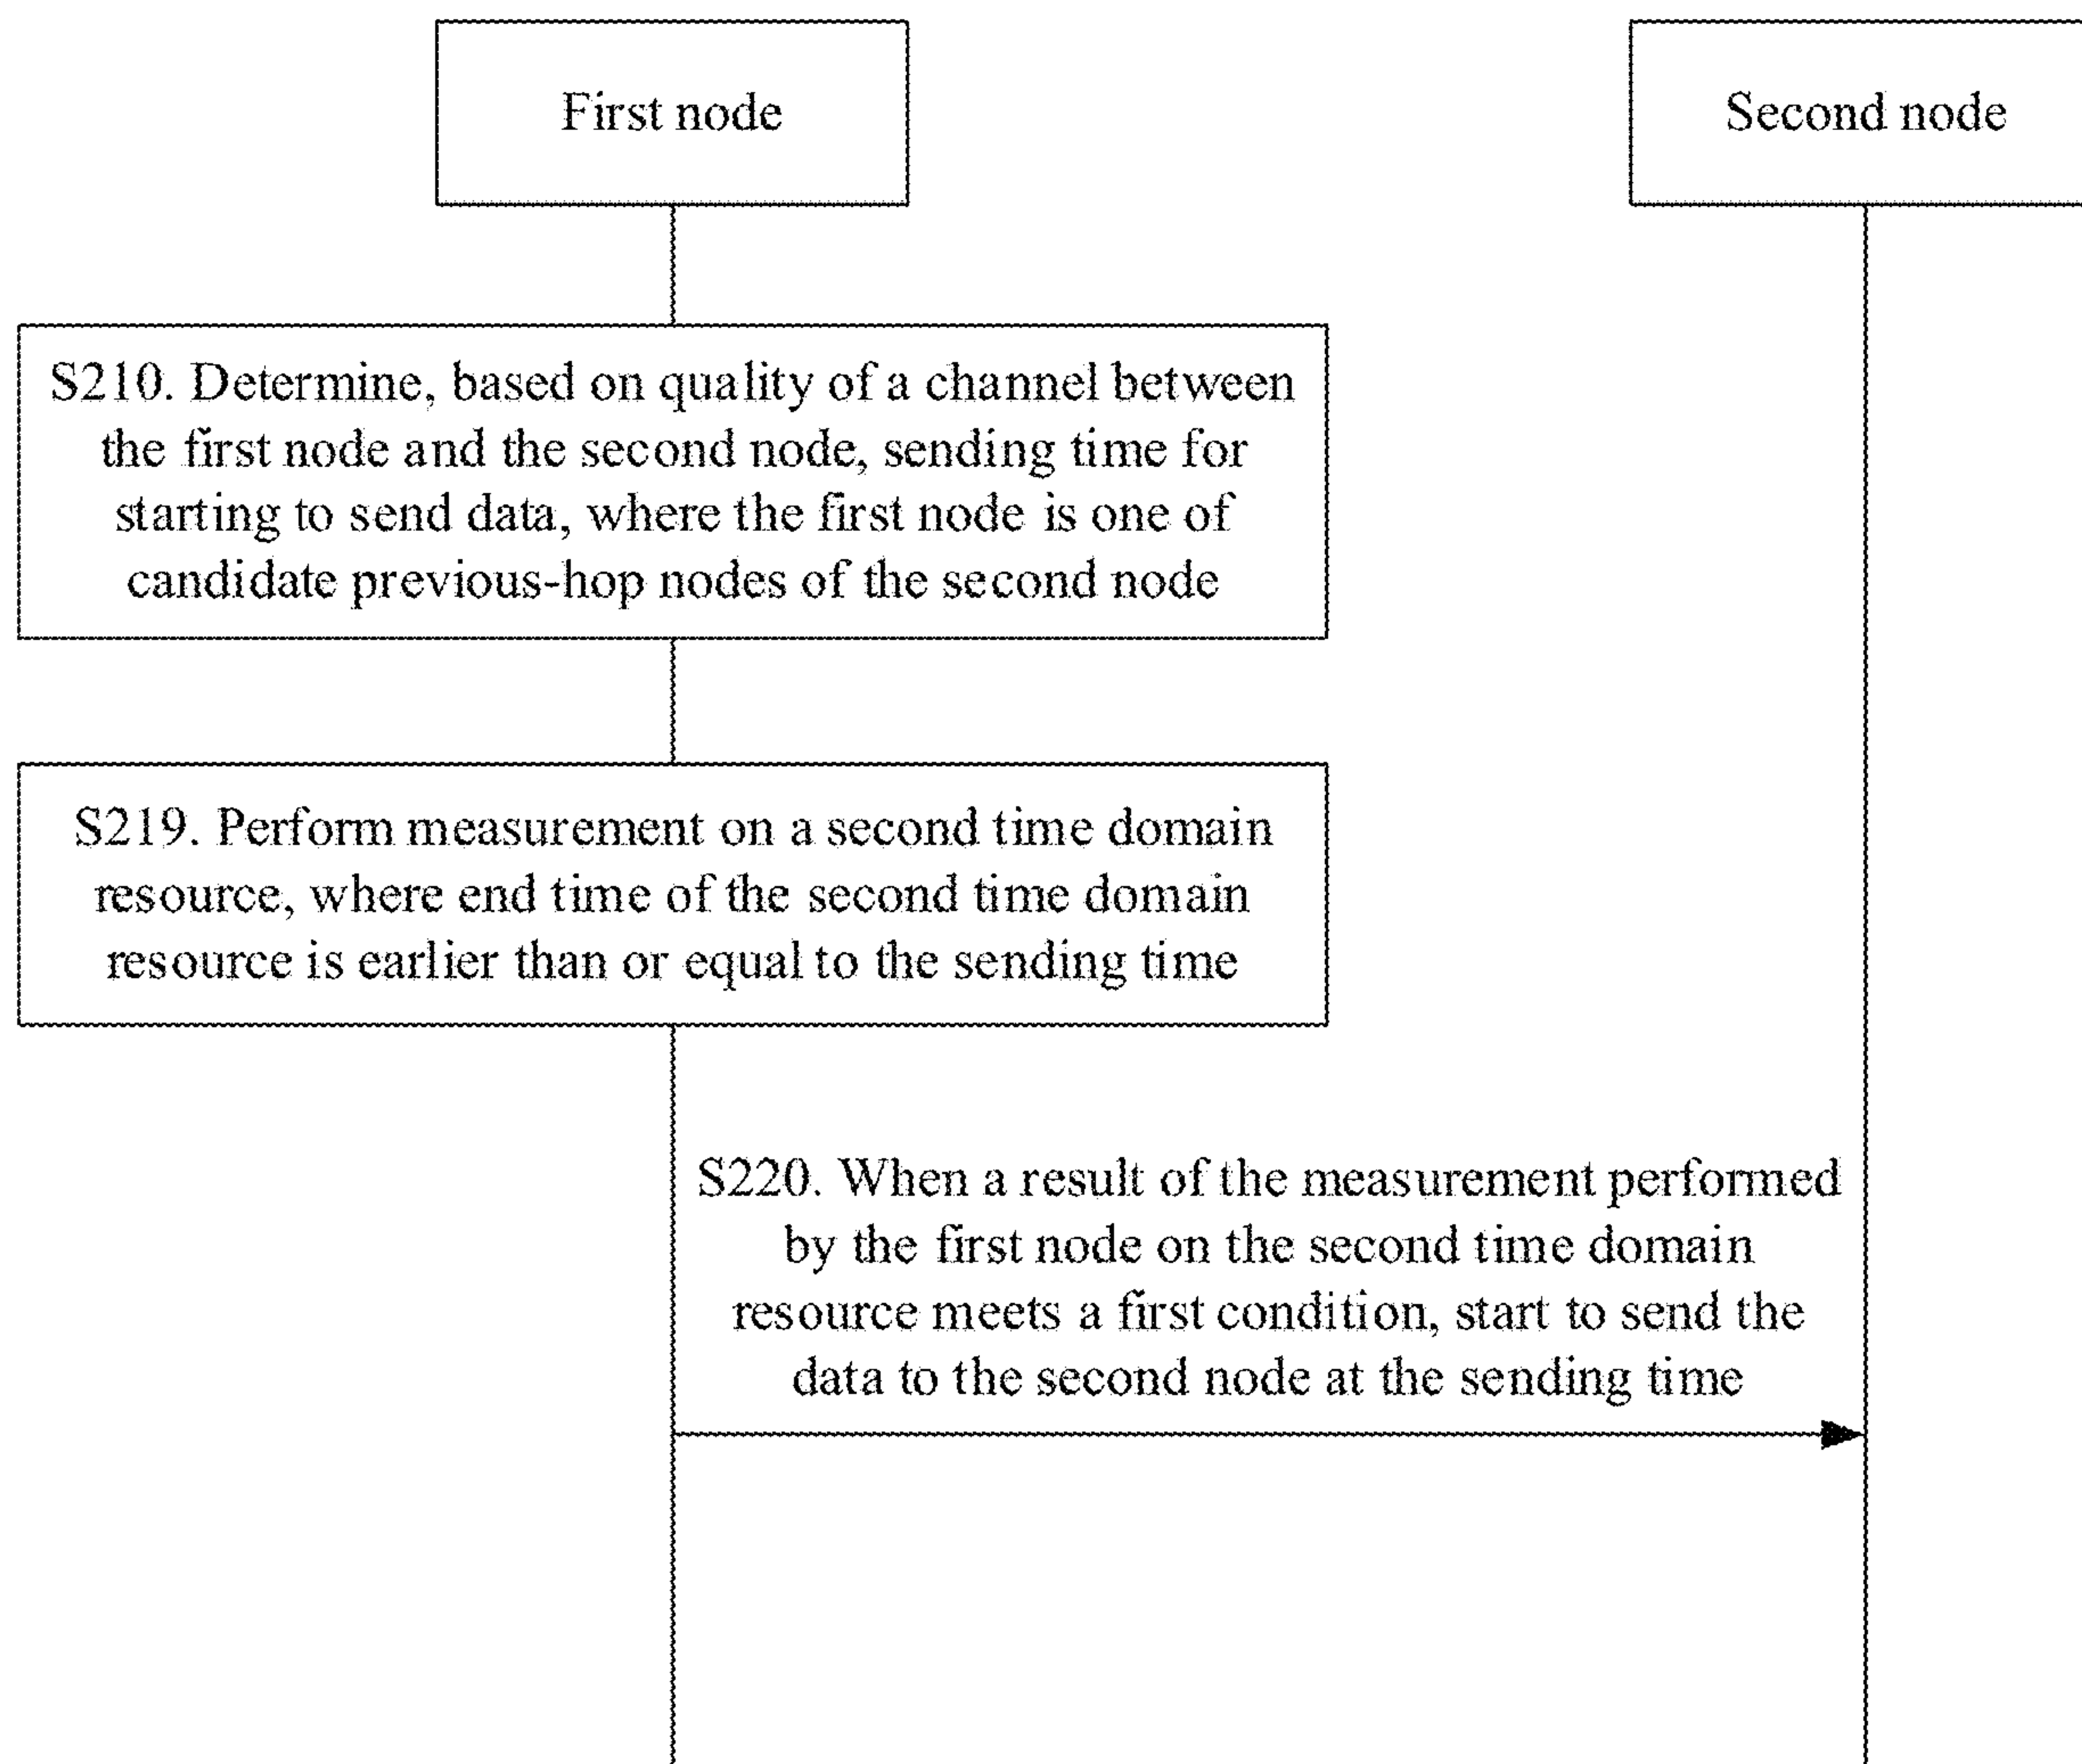 First node
Second node
S210. Determine, based on quality of a channel between
the first node and the second node, sending time for
starting to send data, where the first node is one of
candidate previous-hop nodes of the second node
S219. Perform measurement on a second time domain
resource, where end time of the second time domain
resource is earlier than or equal to the sending time
S220. When a result of the measurement performed
by the first node on the second time domain
resource meets a first condition, start to send the
data to the second node at the sending time